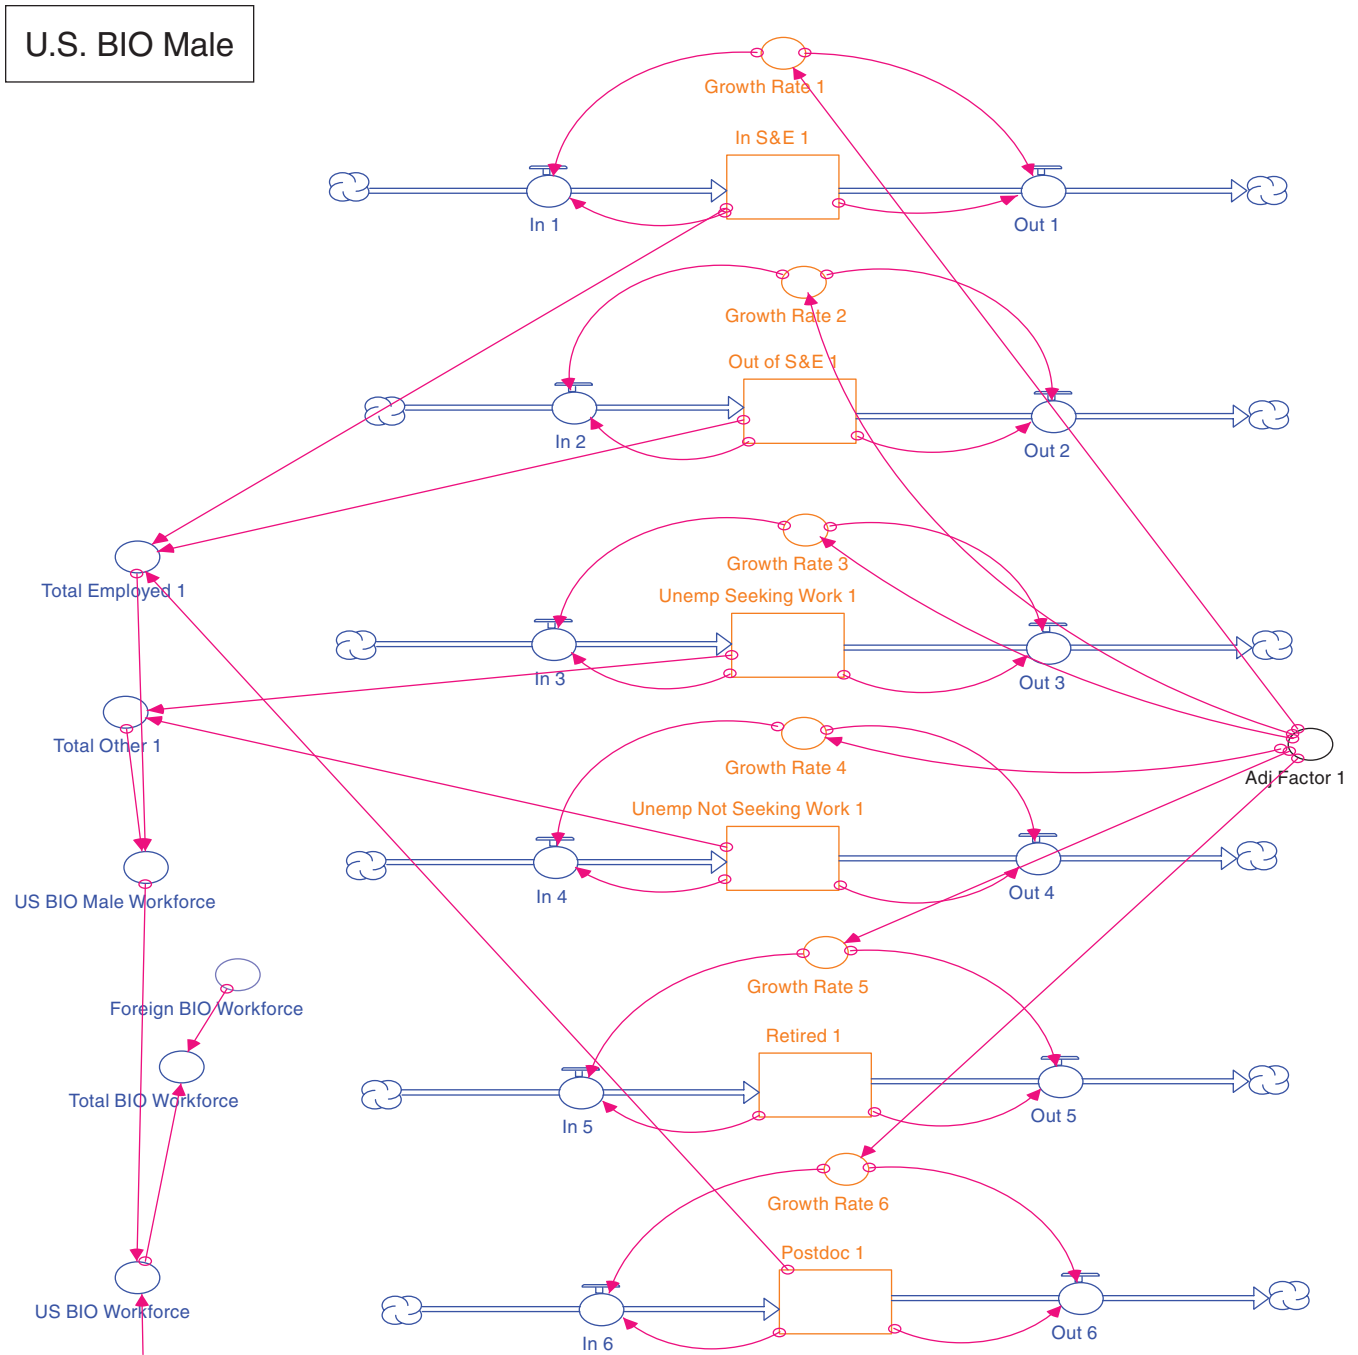 U.S. BIO Male
Growth Rate 1
In S&E 1
In 1
Out 1
Growth Rate 2
Out of S&E 1
In 2
Out 2
Growth Rate 3
Total Employed 1
Unemp Seeking Work 1
In 3
Out 3
Total Other 1
Growth Rate 4
Adj Factor 1
Unemp Not Seeking Work 1
In 4
Out 4
US BIO Male Workforce
Growth Rate 5
Foreign BIO Workforce
Retired 1
Total BIO Workforce
In 5
Out 5
Growth Rate 6
Postdoc 1
US BIO Workforce
In 6
Out 6